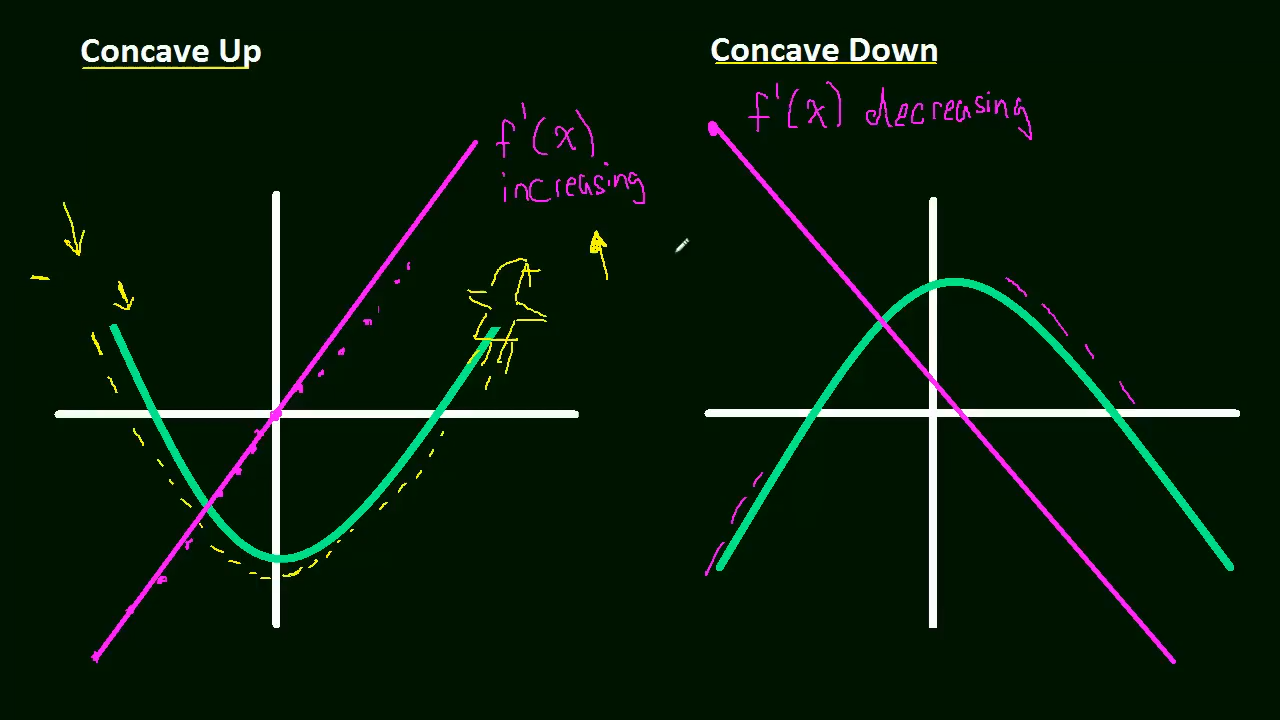 Concave Up
f'(x)
increasing
Concave Down
f'(x) decreasing